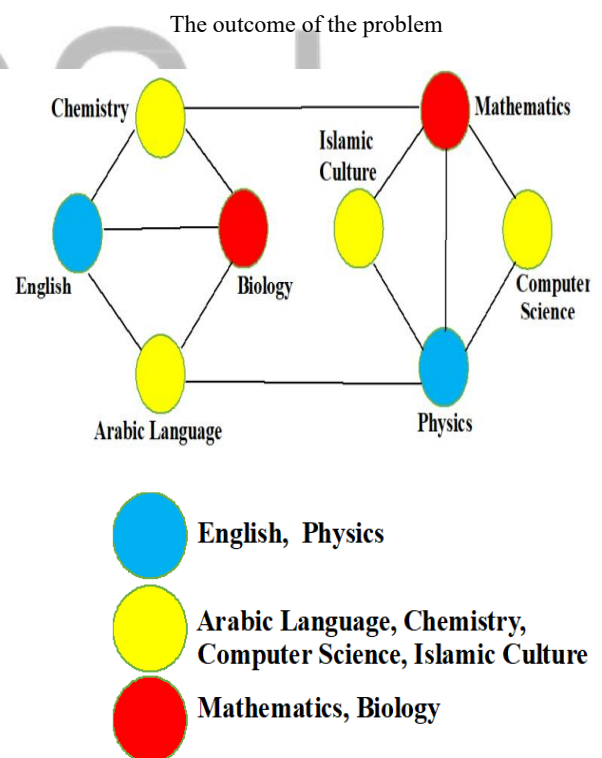 The outcome of the problem
Chemistry
Mathematics
Islamic
Culture
English
Biology
Computer
Science
Arabic Language
Physics
English, Physics
Arabic Language, Chemistry,
Computer Science, Islamic Culture
Mathematics, Biology